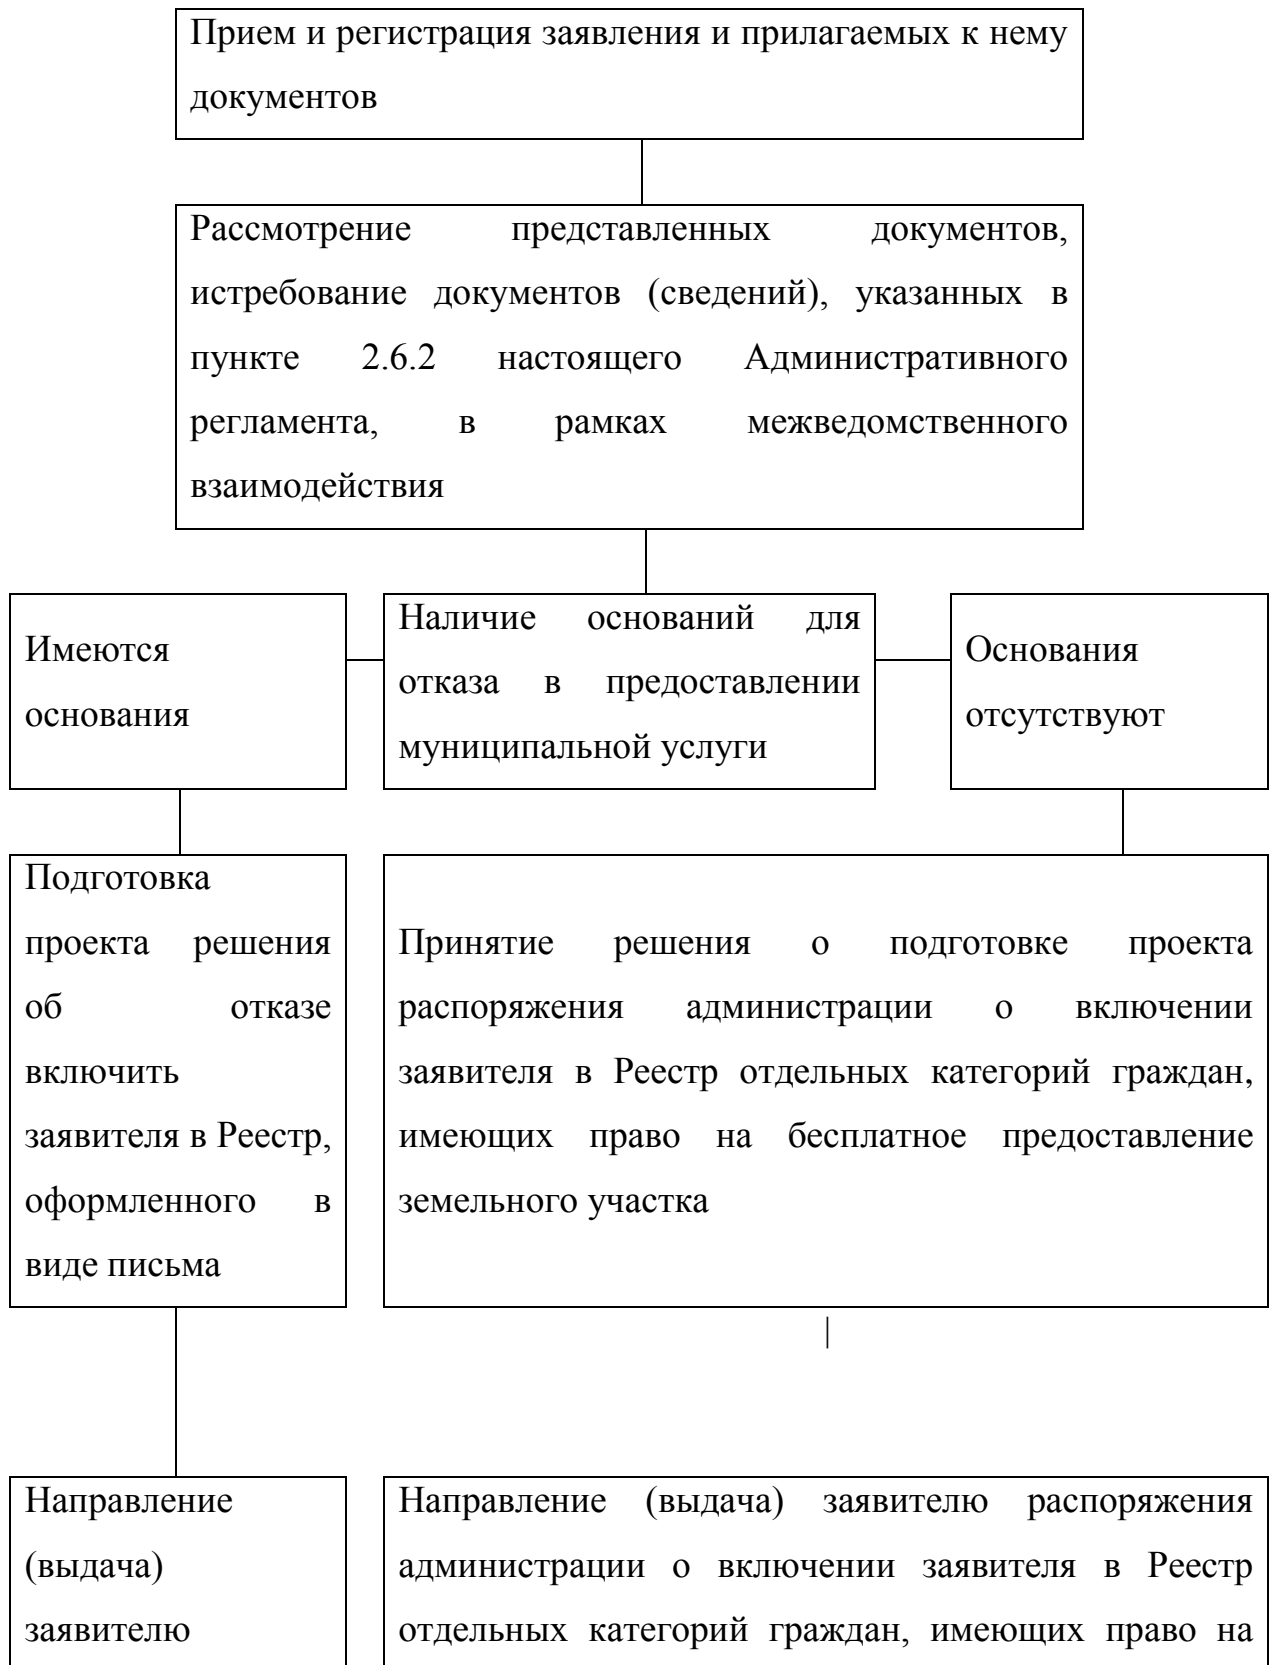 Прием и регистрация заявления и прилагаемых к нему
документов
Рассмотрение представленных документов,
истребование документов (сведений), указанных в
пункте 2.6.2 настоящего Административного
регламента, в рамках межведомственного
взаимодействия
Имеются
основания
Наличие оснований для
отказа в предоставлении
муниципальной услуги
Основания
отсутствуют
Подготовка
проекта решения
об отказе
включить
заявителя в Реестр,
оформленного в
виде письма
Принятие решения о подготовке проекта
распоряжения администрации о включении
заявителя в Реестр отдельных категорий граждан,
имеющих право на бесплатное предоставление
земельного участка
Направление
(выдача)
заявителю
Направление (выдача) заявителю распоряжения
администрации о включении заявителя в Реестр
отдельных категорий граждан, имеющих право на